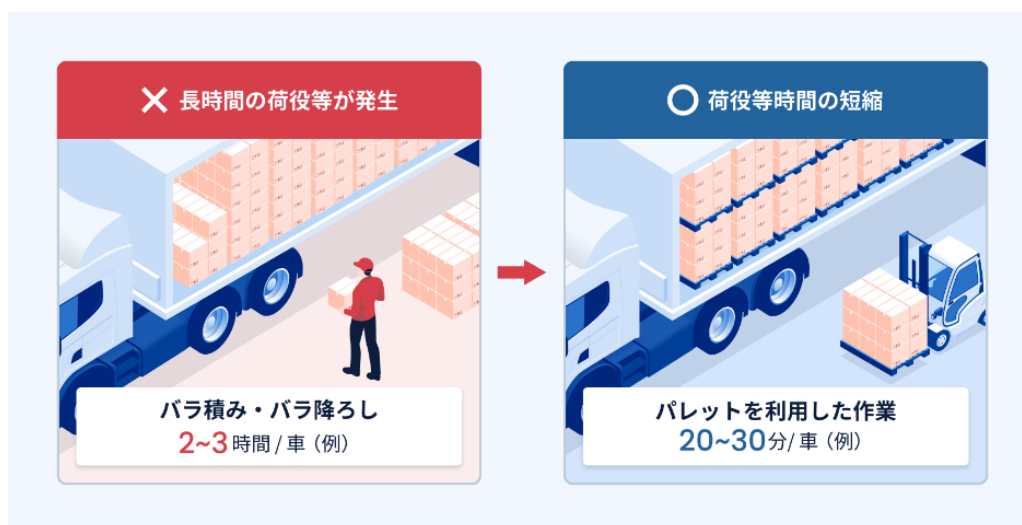 ✕ 長時間の荷役等が発生
バラ積み・バラ降ろし
2~3時間/車（例）
○ 荷役等時間の短縮
パレットを利用した作業
20~30分/車（例）